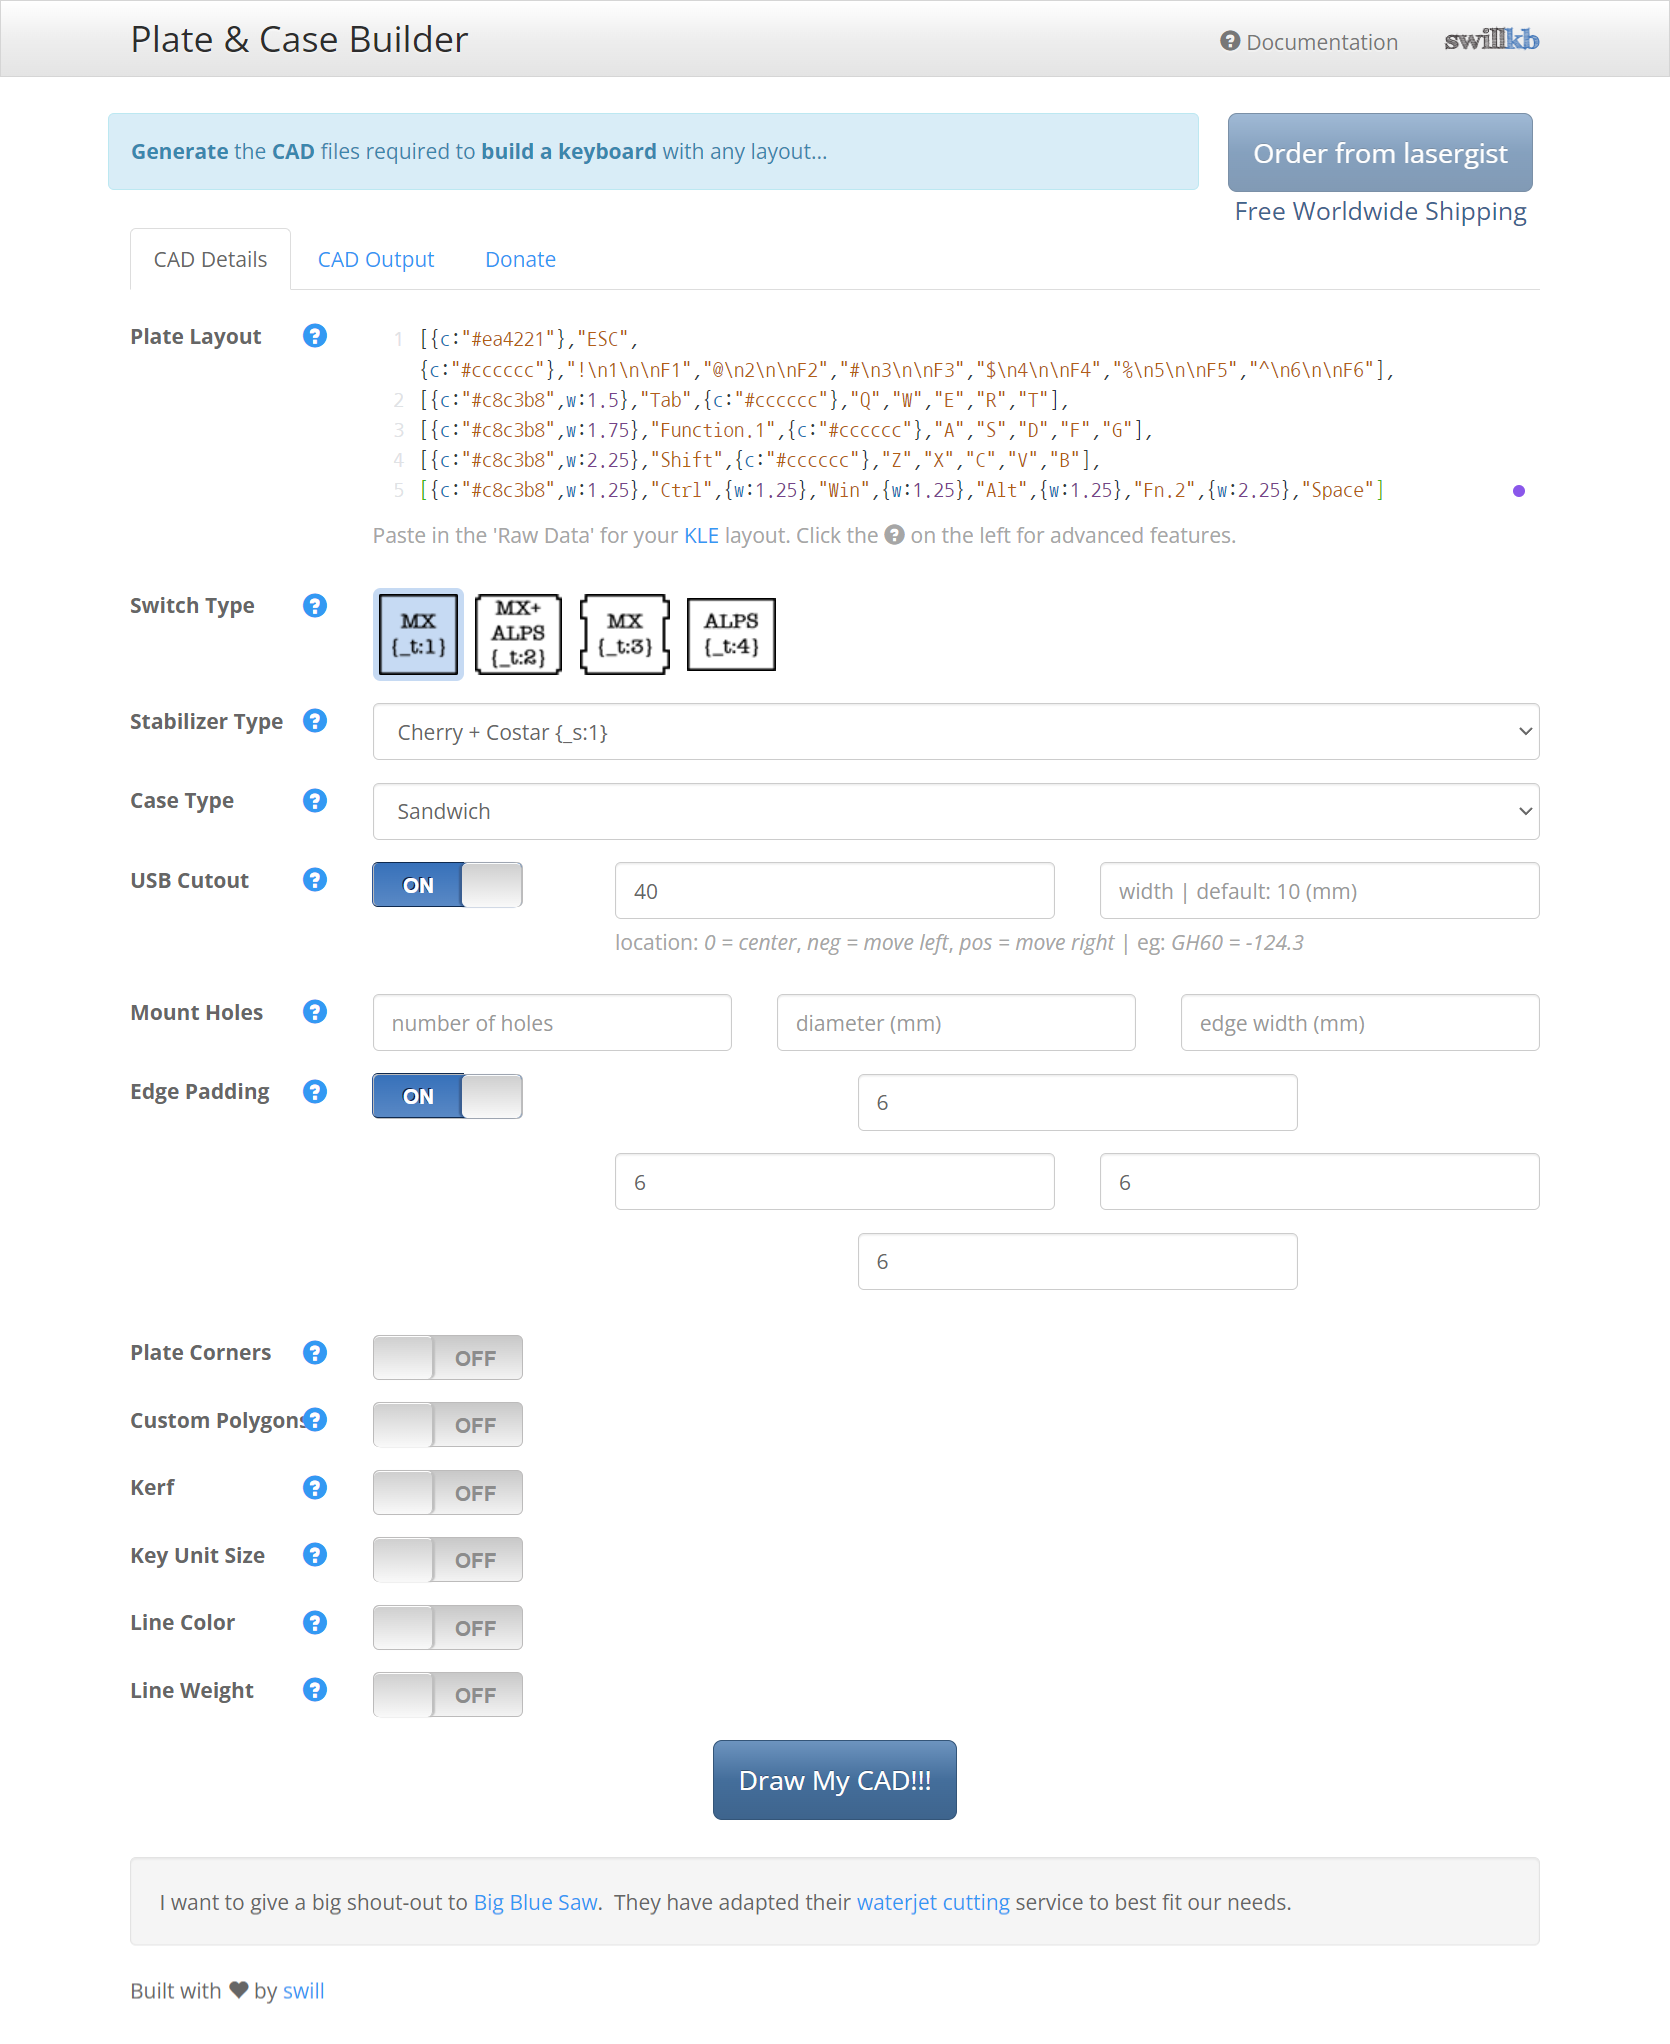 Plate & Case Builder
Documentation
swillkb
Generate the CAD files required to build a keyboard with any layout...
Order from lasergist
Free Worldwide Shipping
CAD Details
CAD Output
Donate
Plate Layout
1 [{c:"#ea4221"},"ESC",
{c:"#cccccc"},"!\n1\n\nF1","@\n2\n\nF2","#\n3\n\nF3","$\n4\n\nF4","%\n5\n\nF5","^\n6\n\nF6"],
2 [{c:"#c8c3b8",w:1.5},"Tab",{c:"#cccccc"},"Q","W","E","R","T"],
3 [{c:"#c8c3b8",w:1.75},"Function.1",{c:"#cccccc"},"A","S","D","F","G"],
4 [{c:"#c8c3b8",w:2.25},"Shift",{c:"#cccccc"},"Z","X","C","V","B"],
5 [{c:"#c8c3b8",w:1.25},"Ctrl",{w:1.25},"Win",{w:1.25},"Alt",{w:1.25},"Fn.2",{w:2.25},"Space"]
Paste in the 'Raw Data' for your KLE layout. Click the ? on the left for advanced features.
Switch Type
MX
{_t:1}
MX+
ALPS
{_t:2}
MX
{_t:3}
ALPS
{_t:4}
Stabilizer Type
Cherry + Costar {_s:1}
Case Type
Sandwich
USB Cutout
ON
40
width | default: 10 (mm)
location: 0 = center, neg = move left, pos = move right | eg: GH60 = -124.3
Mount Holes
number of holes
diameter (mm)
edge width (mm)
Edge Padding
ON
6
6
6
6
Plate Corners
OFF
Custom Polygons
OFF
Kerf
OFF
Key Unit Size
OFF
Line Color
OFF
Line Weight
OFF
Draw My CAD!!!
I want to give a big shout-out to Big Blue Saw. They have adapted their waterjet cutting service to best fit our needs.
Built with ♥ by swill